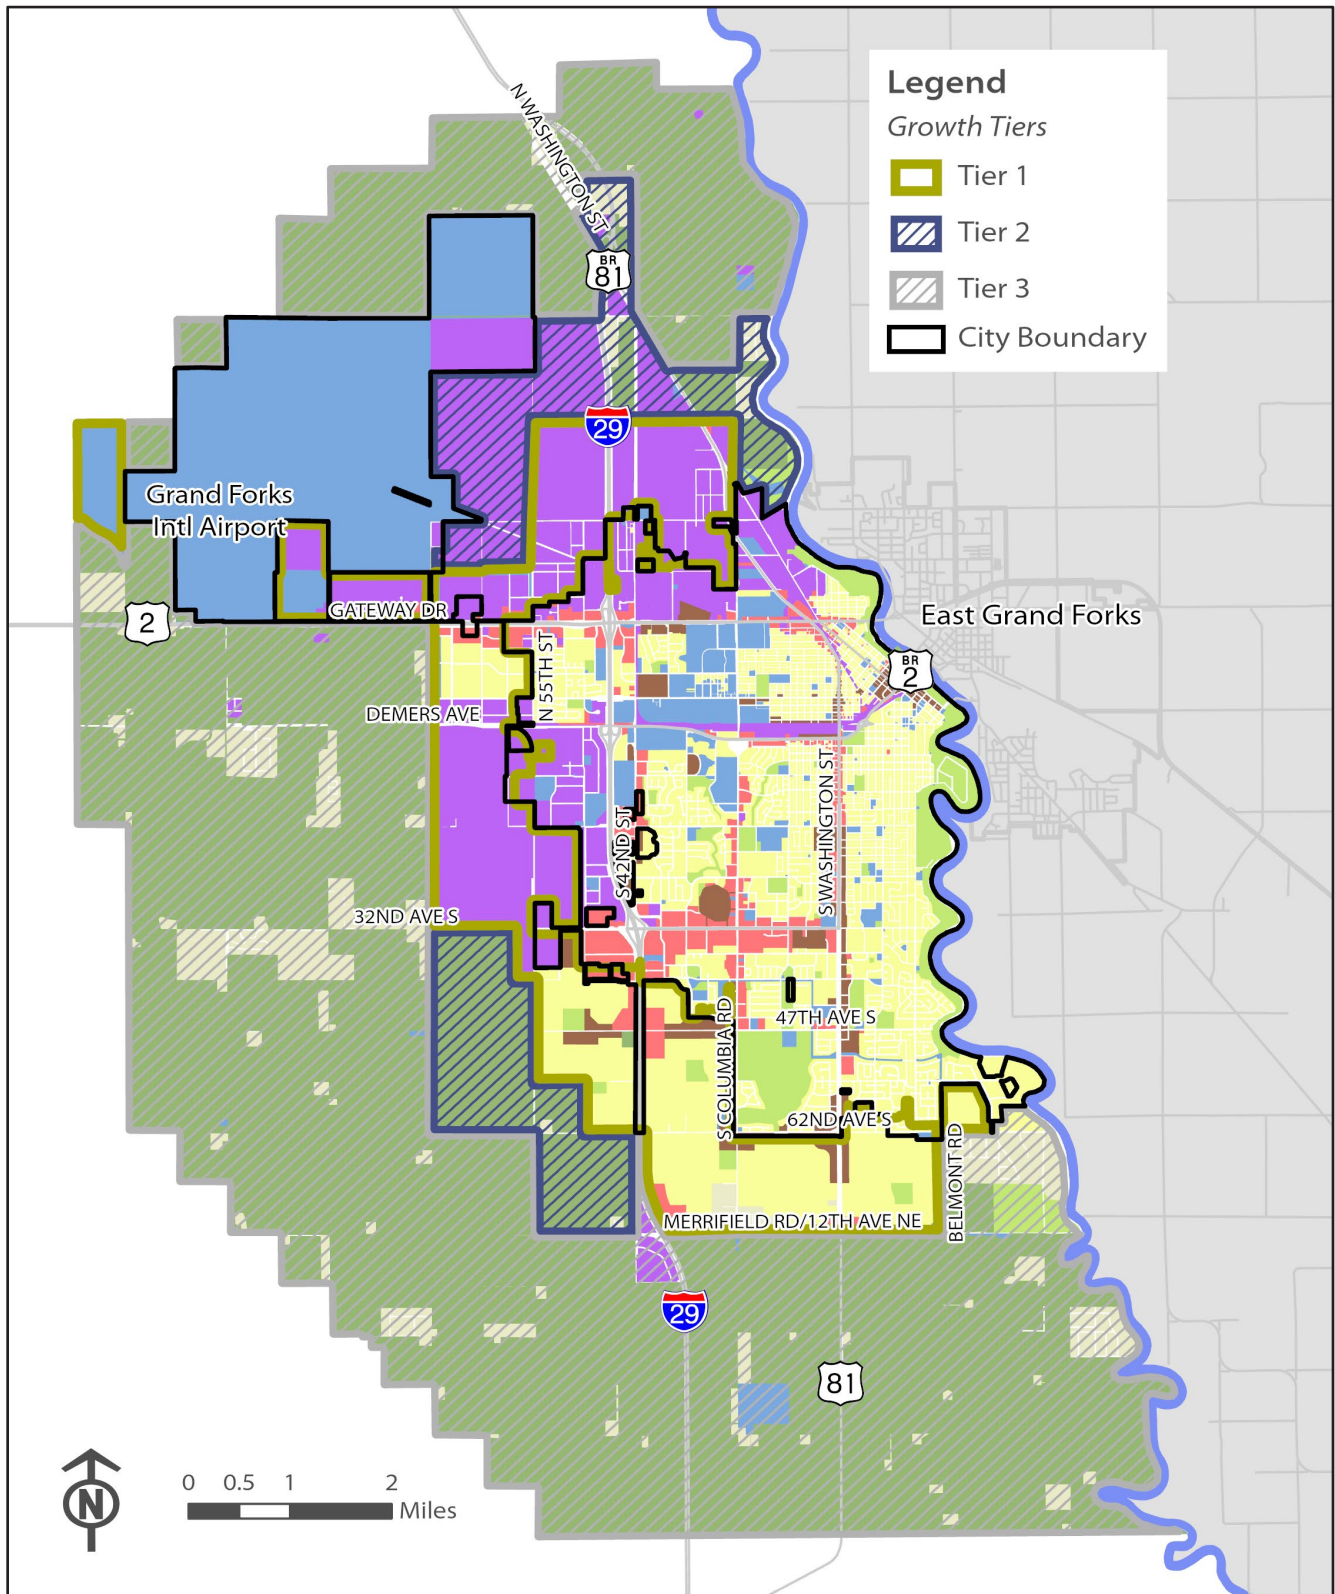 Legend
Growth Tiers
Tier 1
Tier 2
Tier 3
City Boundary
N WASHINGTON ST
BR
81
29
Grand Forks
Intl Airport
2
GATEWAY DR
East Grand Forks
BR
2
N 55TH ST
DEMERS AVE
S 42ND ST
S WASHINGTON ST
32ND AVE S
47TH AVE S
S COLUMBIA RD
62ND AVE S
BELMONT RD
MERRIFIELD RD/12TH AVE NE
29
81
N
0 0.5 1 2
Miles